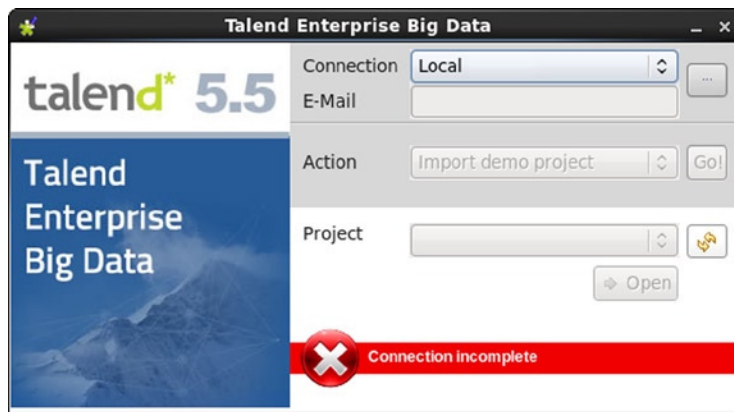 Talend Enterprise Big Data
talend* 5.5
Talend
Enterprise
Big Data
Connection Local ...
E-Mail
Action Import demo project Go!
Project
Open
Connection incomplete